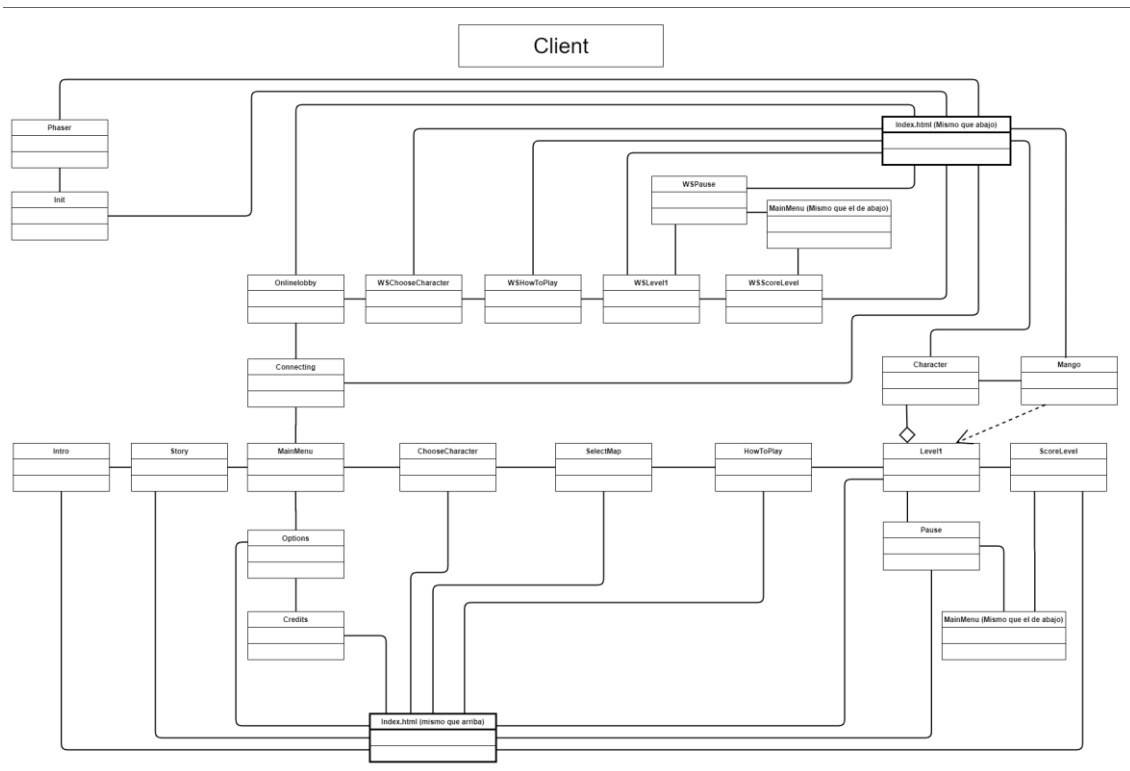 Client
Index.html (Mismo que abajo)
Phaser
Init
WSPause
MainMenu (Mismo que el de abajo)
Onlinelobby
WSChooseCharacter
WSHowToPlay
WSLevel1
WSScoreLevel
Connecting
Character
Mango
Intro
Story
MainMenu
ChooseCharacter
SelectMap
HowToPlay
Level1
ScoreLevel
Options
Pause
Credits
MainMenu (Mismo que el de abajo)
Index.html (mismo que arriba)